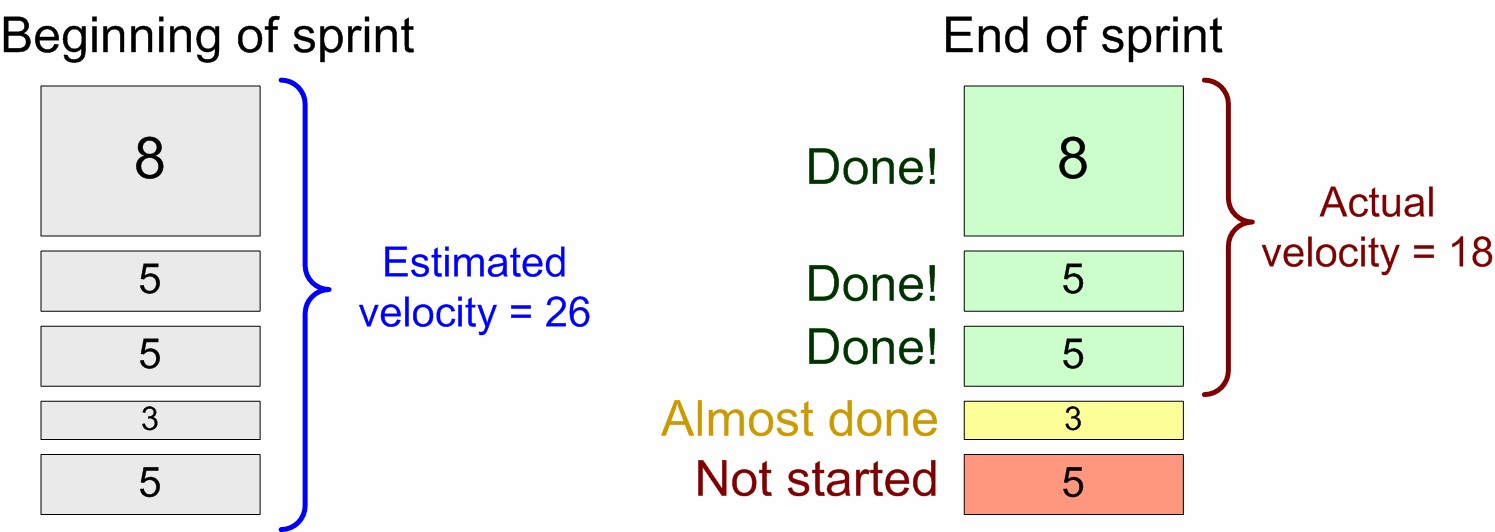 Beginning of sprint
8
5
5
3
5
Estimated
velocity = 26
End of sprint
Done!
8
Done!
5
Done!
5
Almost done
3
Not started
5
Actual
velocity = 18